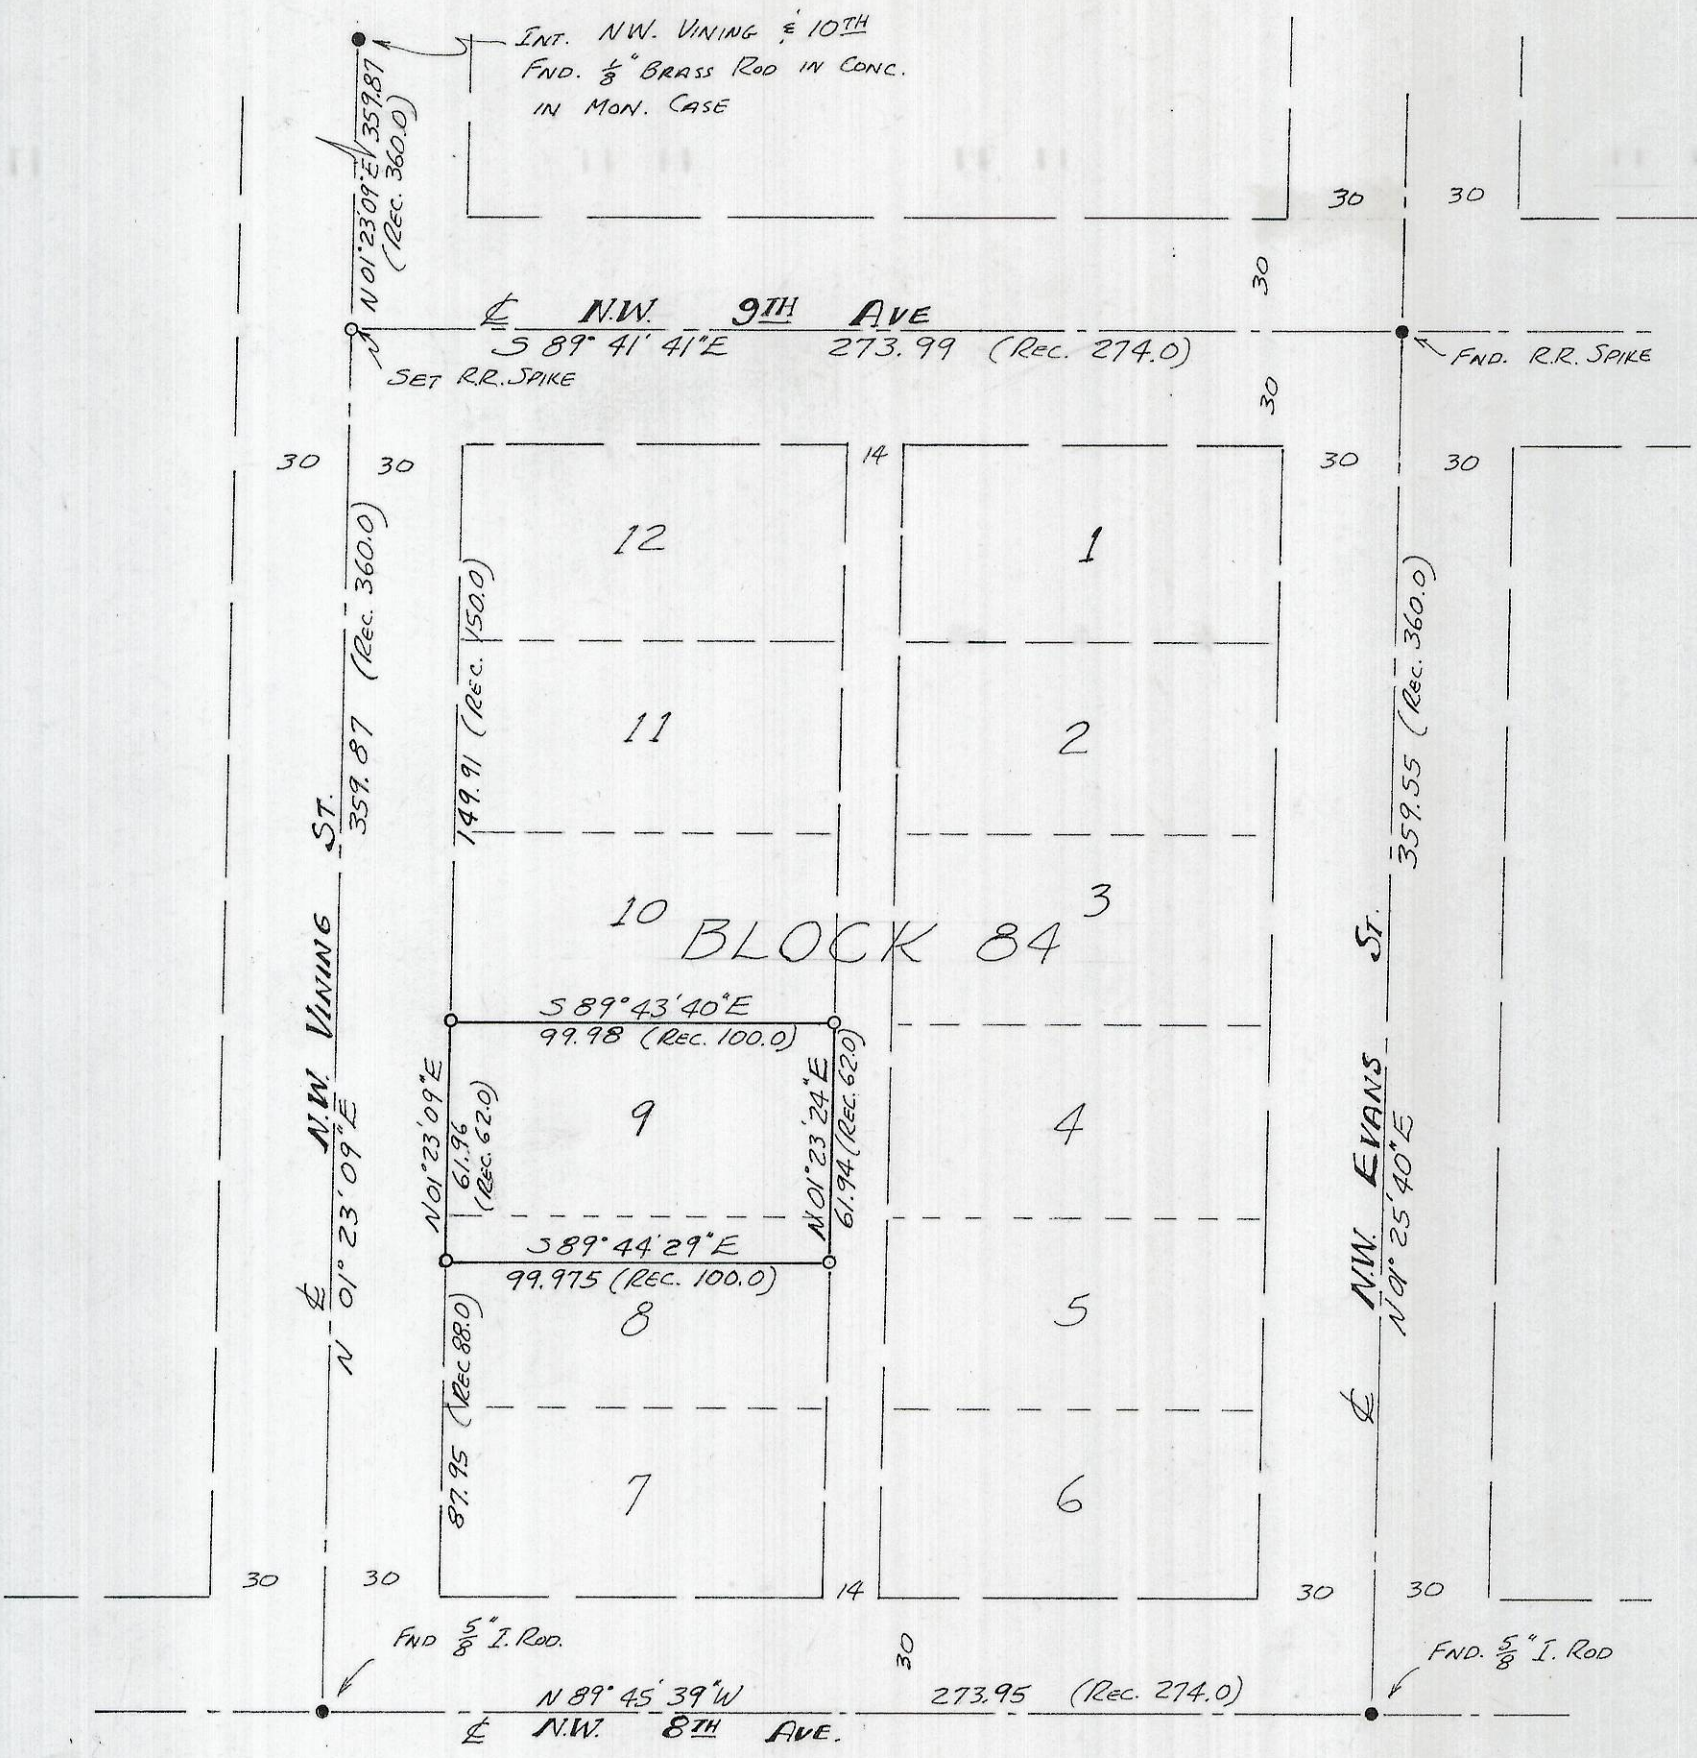 INT. NW. VINING & 10TH
FND. 1/8" BRASS ROD IN CONC.
IN MON. CASE
N 01°23'09"E 359.87
(REC. 360.0)
30
30
30
℄ N.W. 9TH AVE
S 89° 41' 41"E 273.99 (REC. 274.0)
SET R.R. SPIKE
FND. R.R. SPIKE
30
30
30
14
30
30
12
1
359.87 (REC. 360.0)
149.91 (REC. 150.0)
359.55 (REC. 360.0)
11
2
10
3
BLOCK 84
℄ N.W. VINING ST.
N 01° 23' 09"E
S 89° 43' 40"E
99.98 (REC. 100.0)
N01°23'09"E
61.96
(REC. 62.0)
9
N 01°23'24"E
61.94 (REC. 62.0)
4
℄ N.W. EVANS ST.
N 01° 25' 40"E
S 89° 44' 29"E
99.975 (REC. 100.0)
8
5
87.95 (REC 88.0)
7
6
30
30
14
30
30
FND 5/8" I. ROD.
30
FND. 5/8" I. ROD
N 89° 45' 39"W 273.95 (REC. 274.0)
℄ N.W. 8TH AVE.